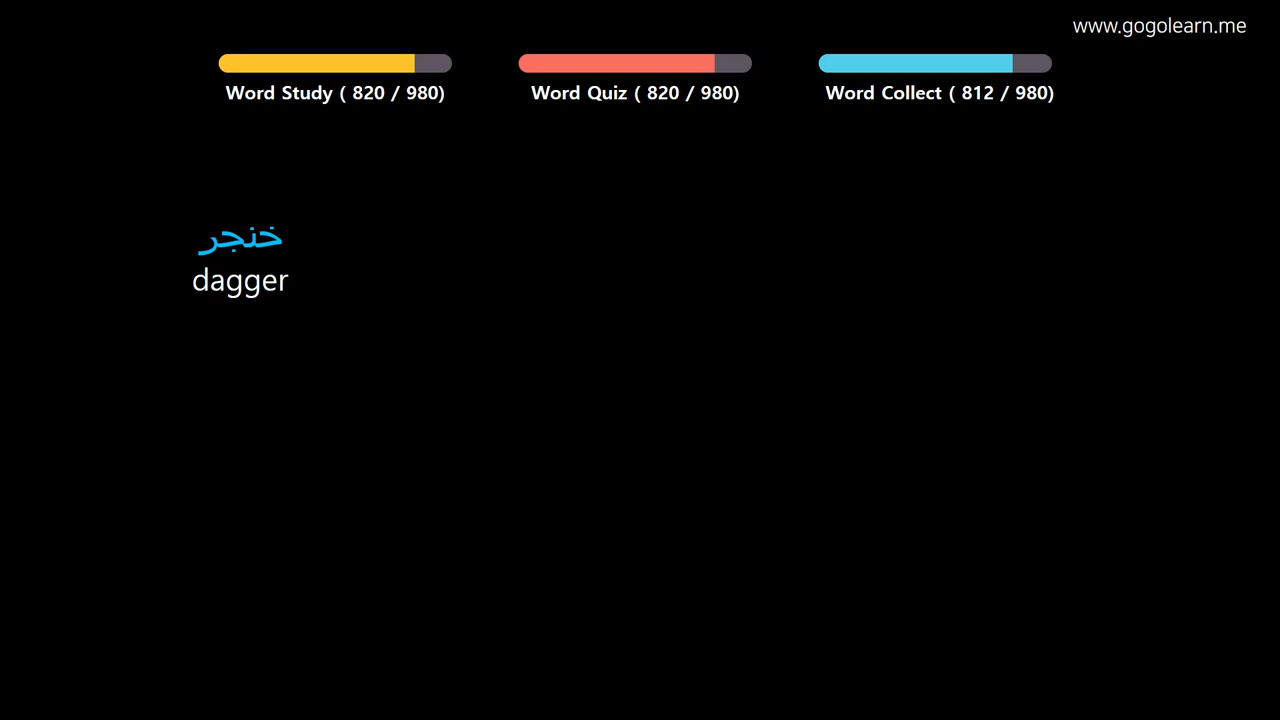 www.gogolearn.me
Word Study ( 820 / 980)
Word Quiz ( 820 / 980)
Word Collect ( 812 / 980)
خنجر
dagger